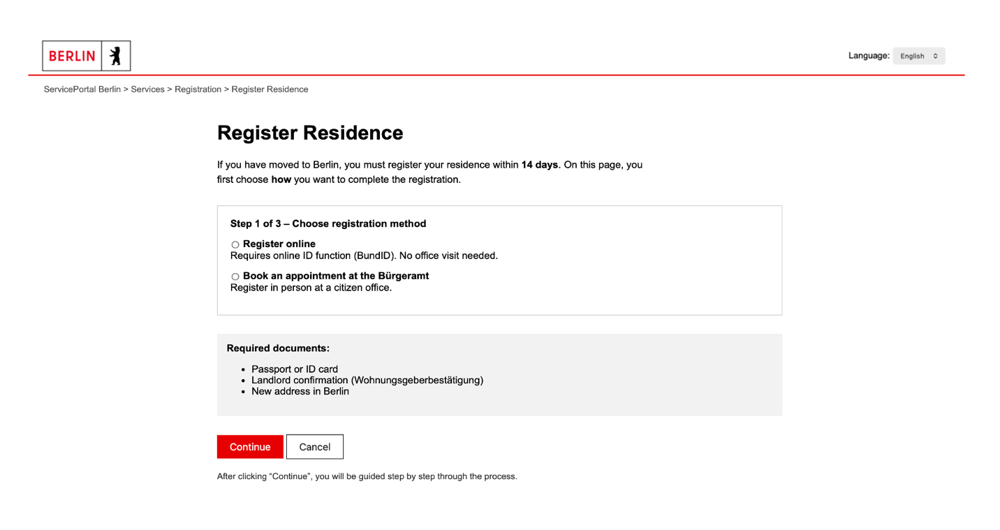 BERLIN
Language: English
ServicePortal Berlin > Services > Registration > Register Residence
Register Residence
If you have moved to Berlin, you must register your residence within 14 days. On this page, you
first choose how you want to complete the registration.
Step 1 of 3 – Choose registration method
Register online
Requires online ID function (BundID). No office visit needed.
Book an appointment at the Bürgeramt
Register in person at a citizen office.
Required documents:
• Passport or ID card
• Landlord confirmation (Wohnungsgeberbestätigung)
• New address in Berlin
Continue Cancel
After clicking “Continue”, you will be guided step by step through the process.